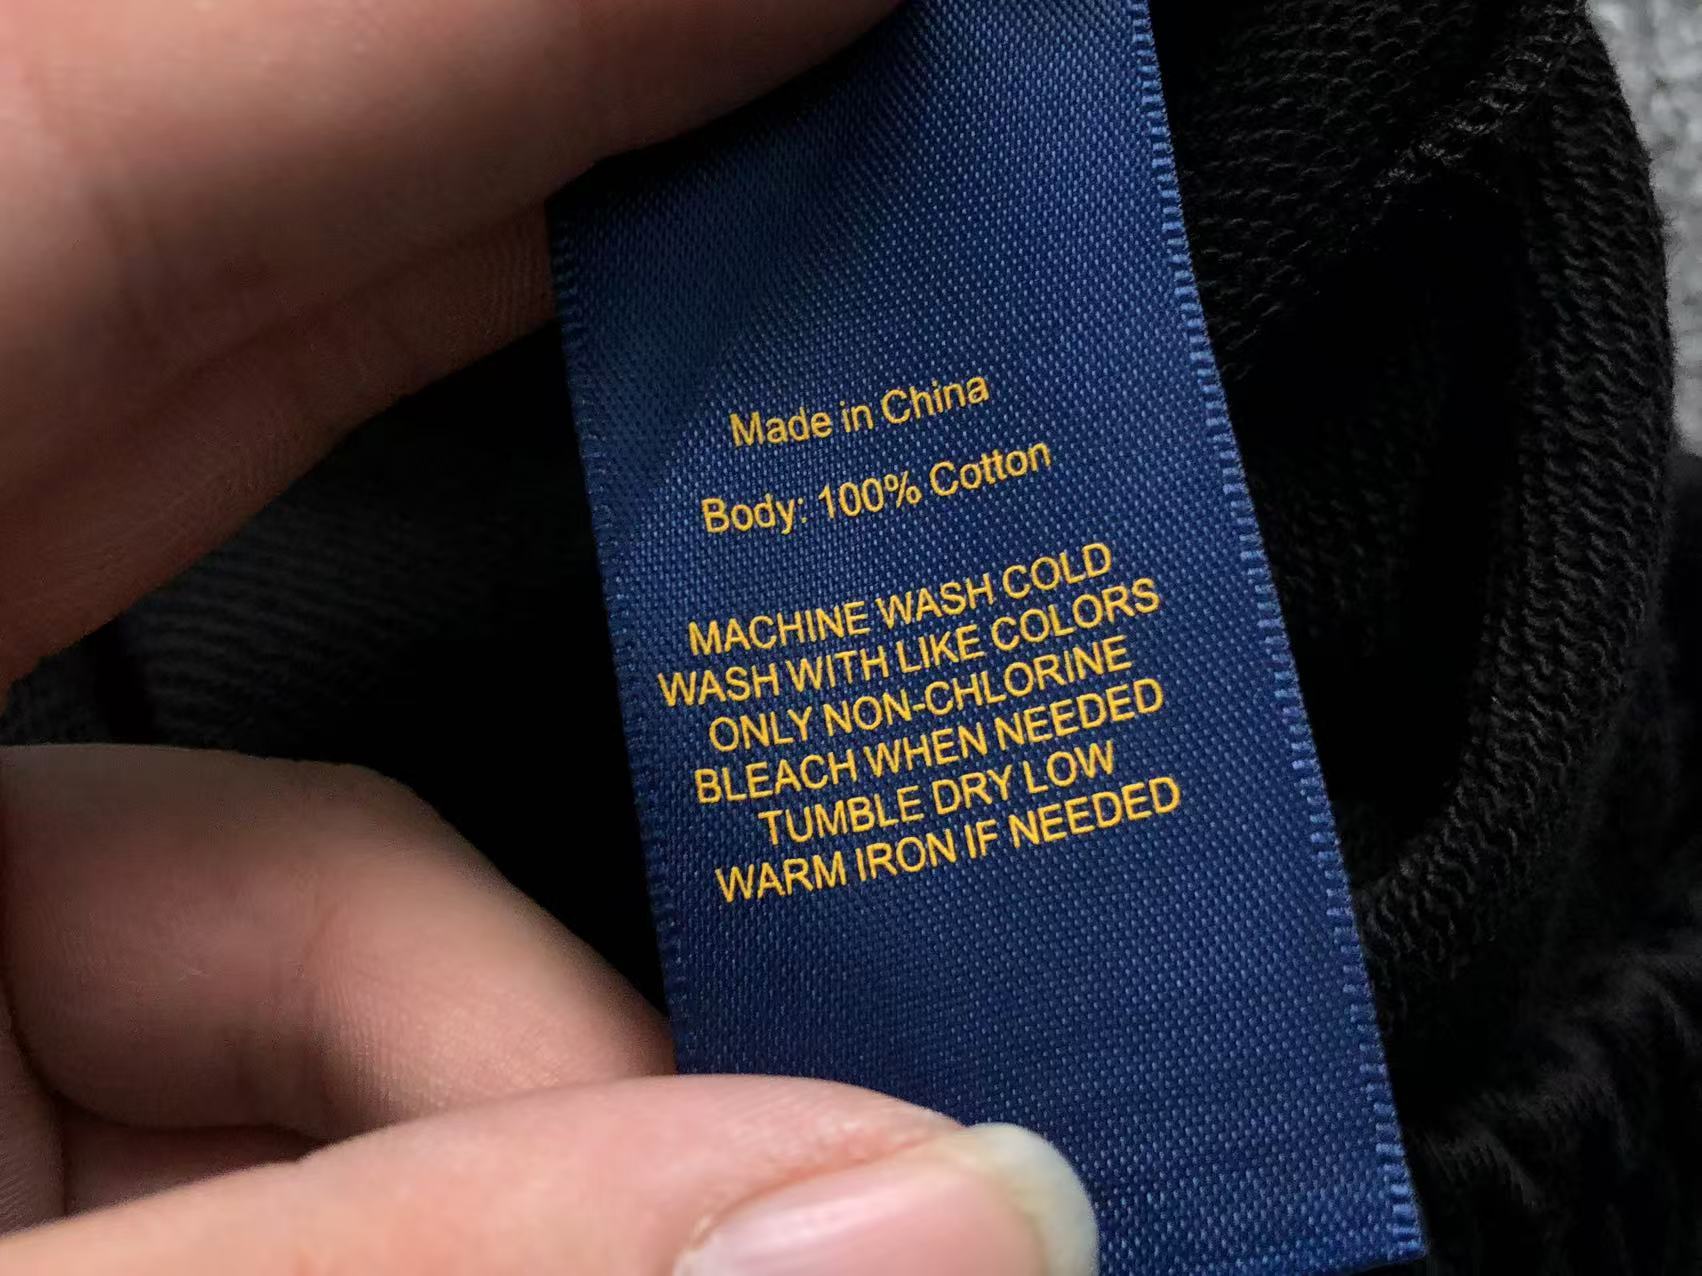 Made in China
Body: 100% Cotton
MACHINE WASH COLD
WASH WITH LIKE COLORS
ONLY NON-CHLORINE
BLEACH WHEN NEEDED
TUMBLE DRY LOW
WARM IRON IF NEEDED